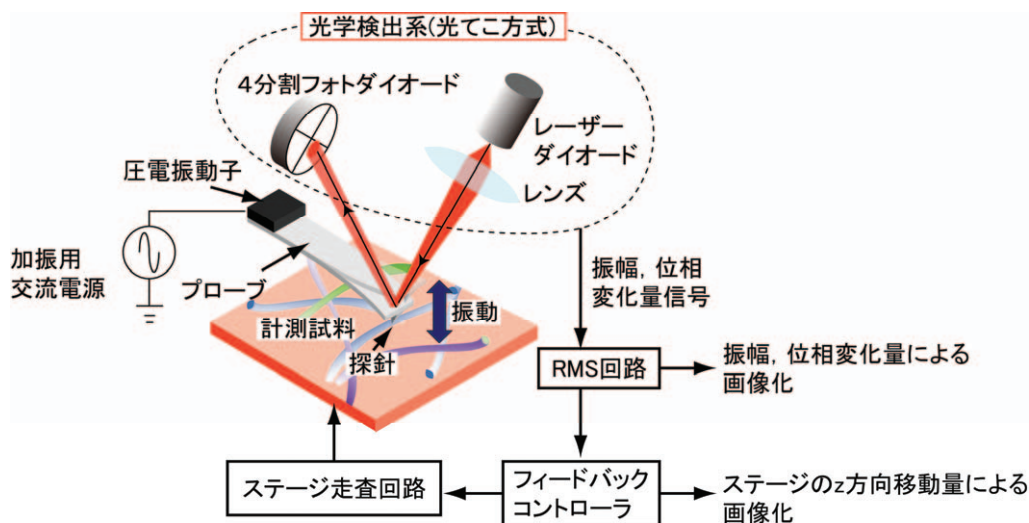 光学検出系(光てこ方式)
4分割フォトダイオード
レーザー
ダイオード
レンズ
圧電振動子
加振用
交流電源
プローブ
計測試料
探針
振動
振幅，位相
変化量信号
RMS回路
振幅，位相変化量による
画像化
フィードバック
コントローラ
ステージ走査回路
ステージのz方向移動量による
画像化